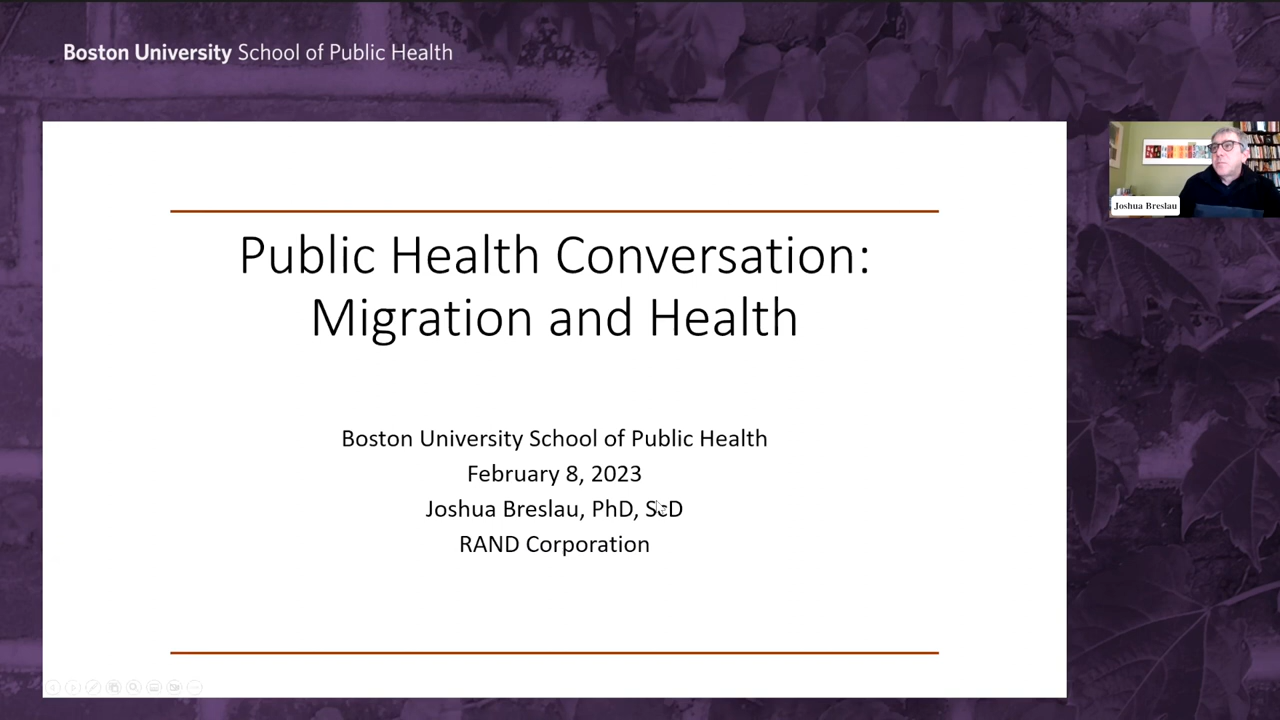 Boston University School of Public Health
Public Health Conversation:
Migration and Health
Boston University School of Public Health
February 8, 2023
Joshua Breslau, PhD, ScD
RAND Corporation
Joshua Breslau